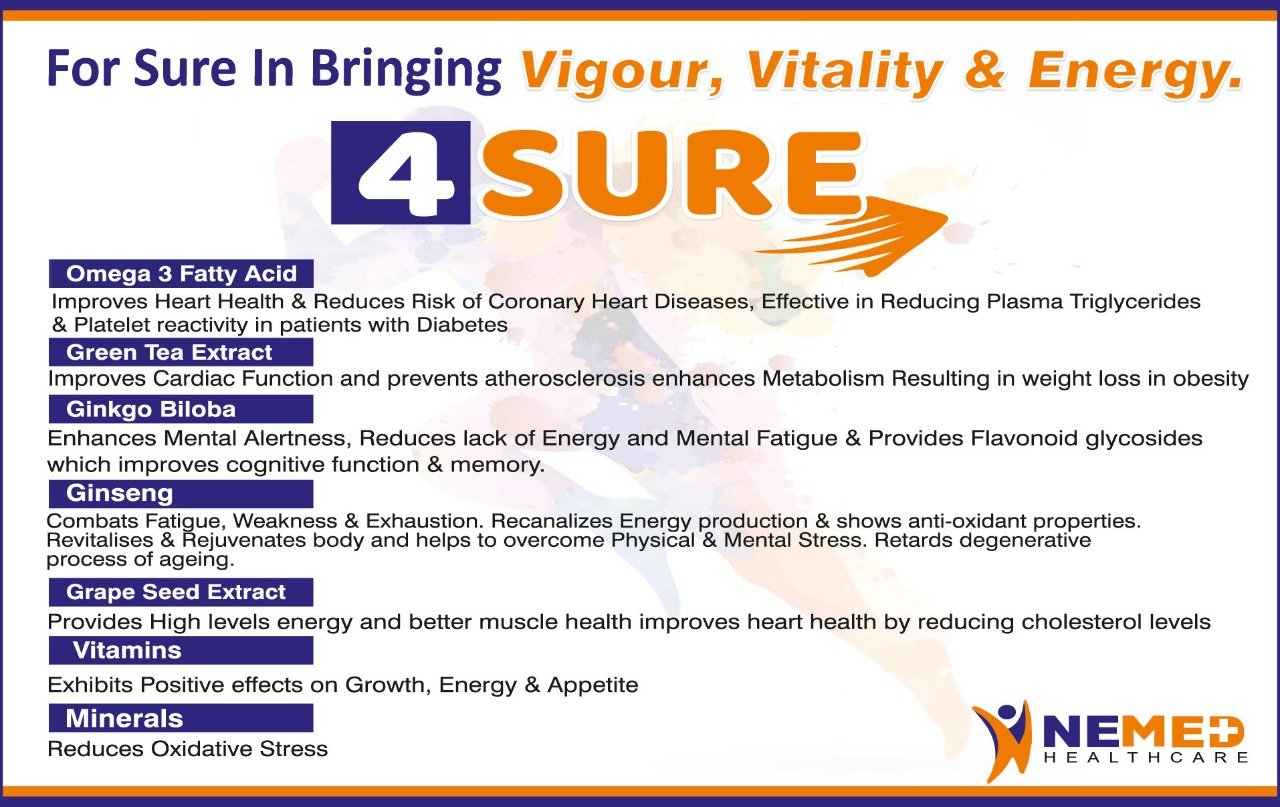 For Sure In Bringing Vigour, Vitality & Energy.
4 SURE
Omega 3 Fatty Acid
Improves Heart Health & Reduces Risk of Coronary Heart Diseases, Effective in Reducing Plasma Triglycerides
& Platelet reactivity in patients with Diabetes
Green Tea Extract
Improves Cardiac Function and prevents atherosclerosis enhances Metabolism Resulting in weight loss in obesity
Ginkgo Biloba
Enhances Mental Alertness, Reduces lack of Energy and Mental Fatigue & Provides Flavonoid glycosides
which improves cognitive function & memory.
Ginseng
Combats Fatigue, Weakness & Exhaustion. Recanalizes Energy production & shows anti-oxidant properties.
Revitalises & Rejuvenates body and helps to overcome Physical & Mental Stress. Retards degenerative
process of ageing.
Grape Seed Extract
Provides High levels energy and better muscle health improves heart health by reducing cholesterol levels
Vitamins
Exhibits Positive effects on Growth, Energy & Appetite
Minerals
Reduces Oxidative Stress
NEMED
HEALTHCARE